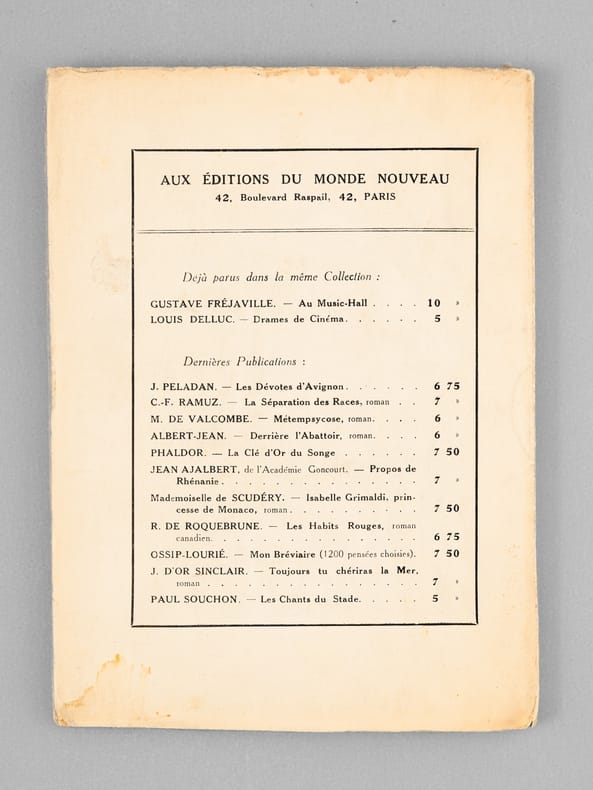 AUX ÉDITIONS DU MONDE NOUVEAU
42, Boulevard Raspail, 42, PARIS
Déjà parus dans la même Collection :
GUSTAVE FRÉJAVILLE. — Au Music-Hall . . . . 10 »
LOUIS DELLUC. — Drames de Cinéma. . . . . . 5 »
Dernières Publications :
J. PELADAN. — Les Dévotes d'Avignon. . . . . . 6 75
C.-F. RAMUZ. — La Séparation des Races, roman . . 7 »
M. DE VALCOMBE. — Métempsycose, roman. . . . 6 »
ALBERT-JEAN. — Derrière l'Abattoir, roman. . . . 6 »
PHALDOR. — La Clé d'Or du Songe . . . . . . 7 50
JEAN AJALBERT, de l'Académie Goncourt. — Propos de
Rhénanie . . . . . . . . . . . . . . . 7 »
Mademoiselle de SCUDÉRY. — Isabelle Grimaldi, prin-
cesse de Monaco, roman . . . . . . . . . . 7 50
R. DE ROQUEBRUNE. — Les Habits Rouges, roman
canadien. . . . . . . . . . . . . . . . 6 75
OSSIP-LOURIÉ. — Mon Bréviaire (1200 pensées choisies). 7 50
J. D'OR SINCLAIR. — Toujours tu chériras la Mer,
roman . . . . . . . . . . . . . . . . 7 »
PAUL SOUCHON. — Les Chants du Stade. . . . . 5 »